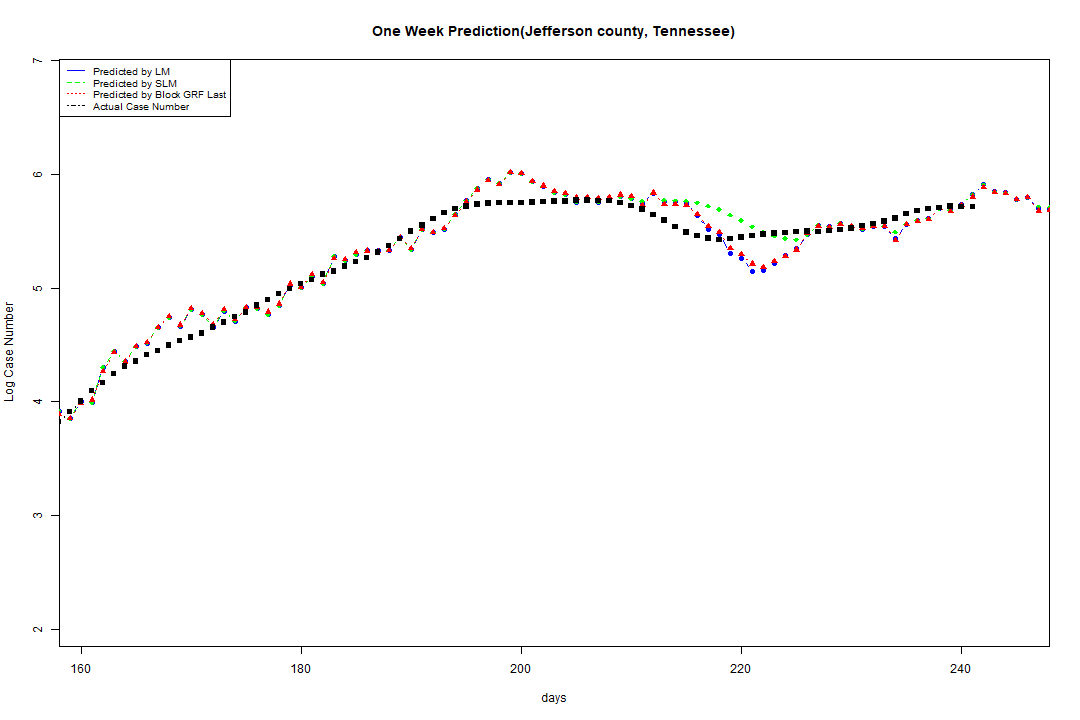 One Week Prediction(Jefferson county, Tennessee)
7
Predicted by LM
Predicted by SLM
Predicted by Block GRF Last
Actual Case Number
6
5
4
3
2
Log Case Number
160 180 200 220 240
days